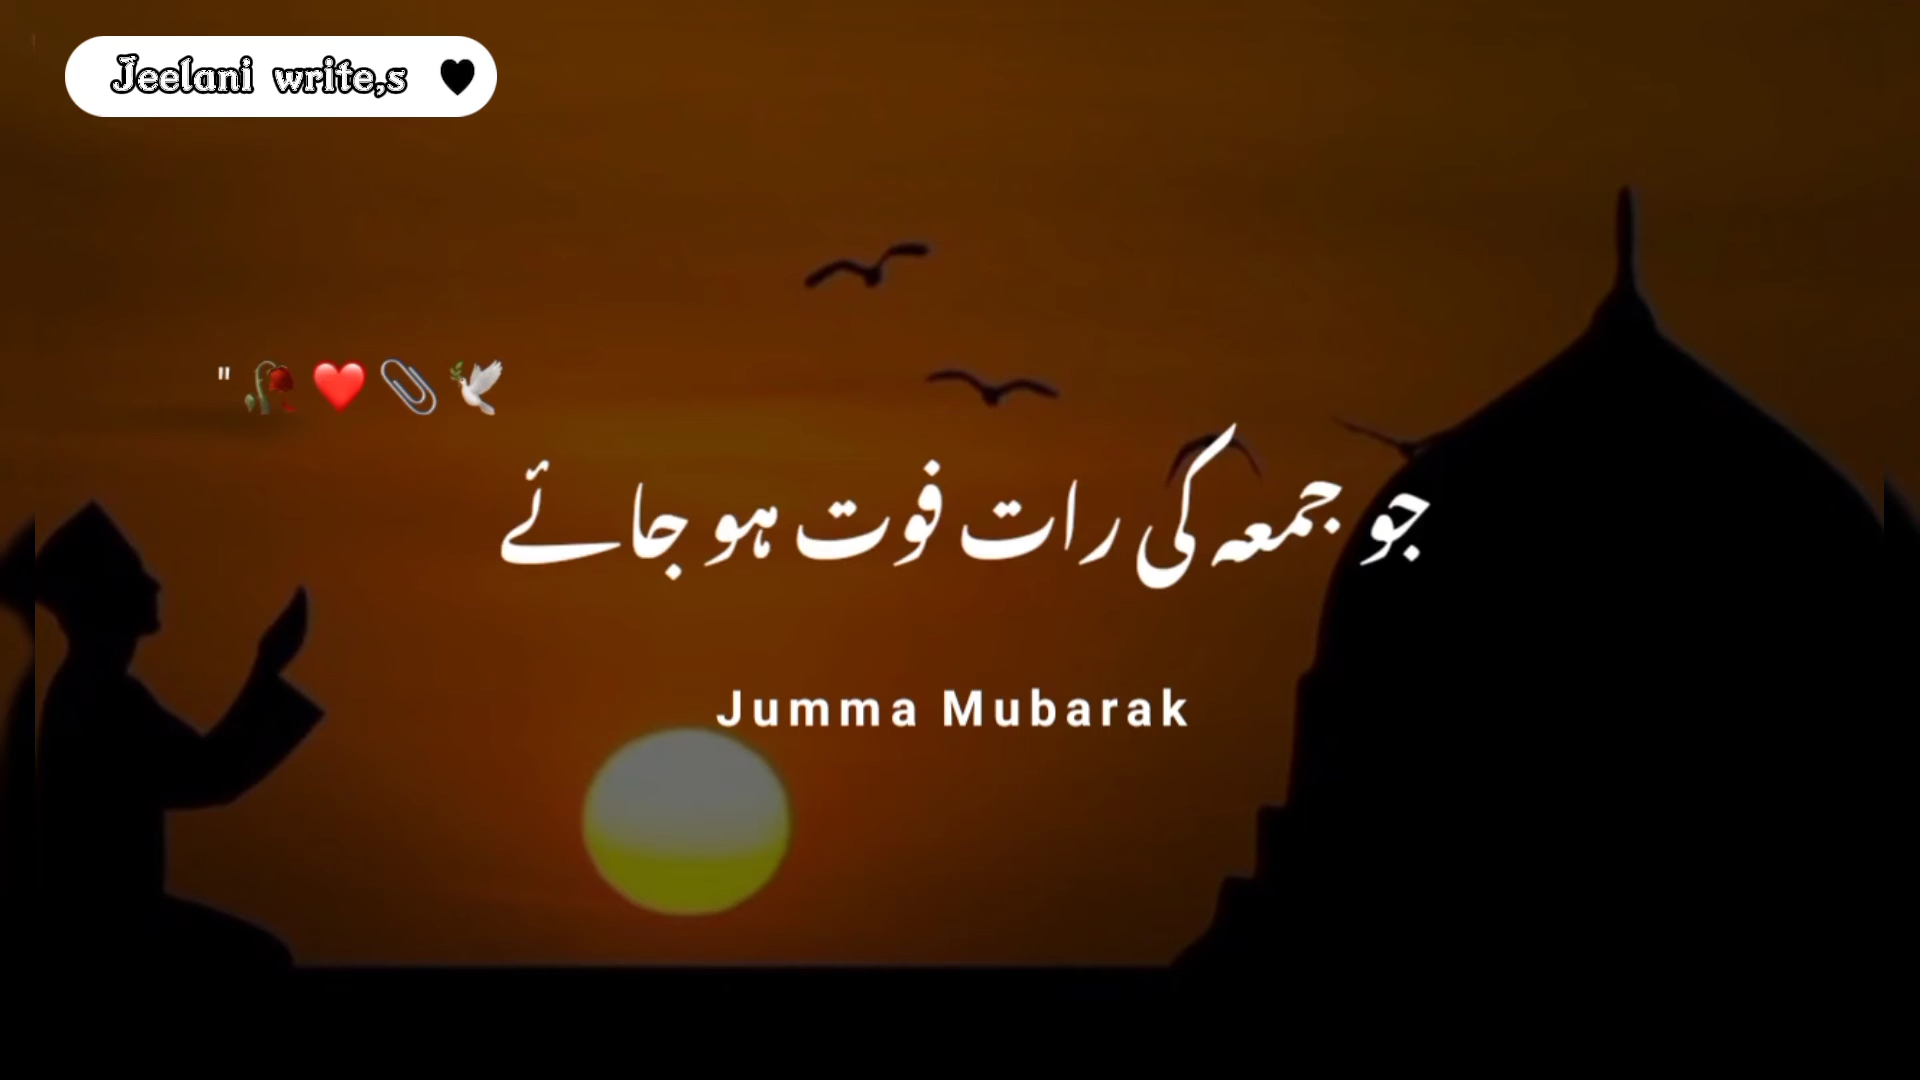 Jeelani write,s 🖤
" 🥀❤️📎🕊️
جو جمعہ کی رات فوت ہو جائے
Jumma Mubarak